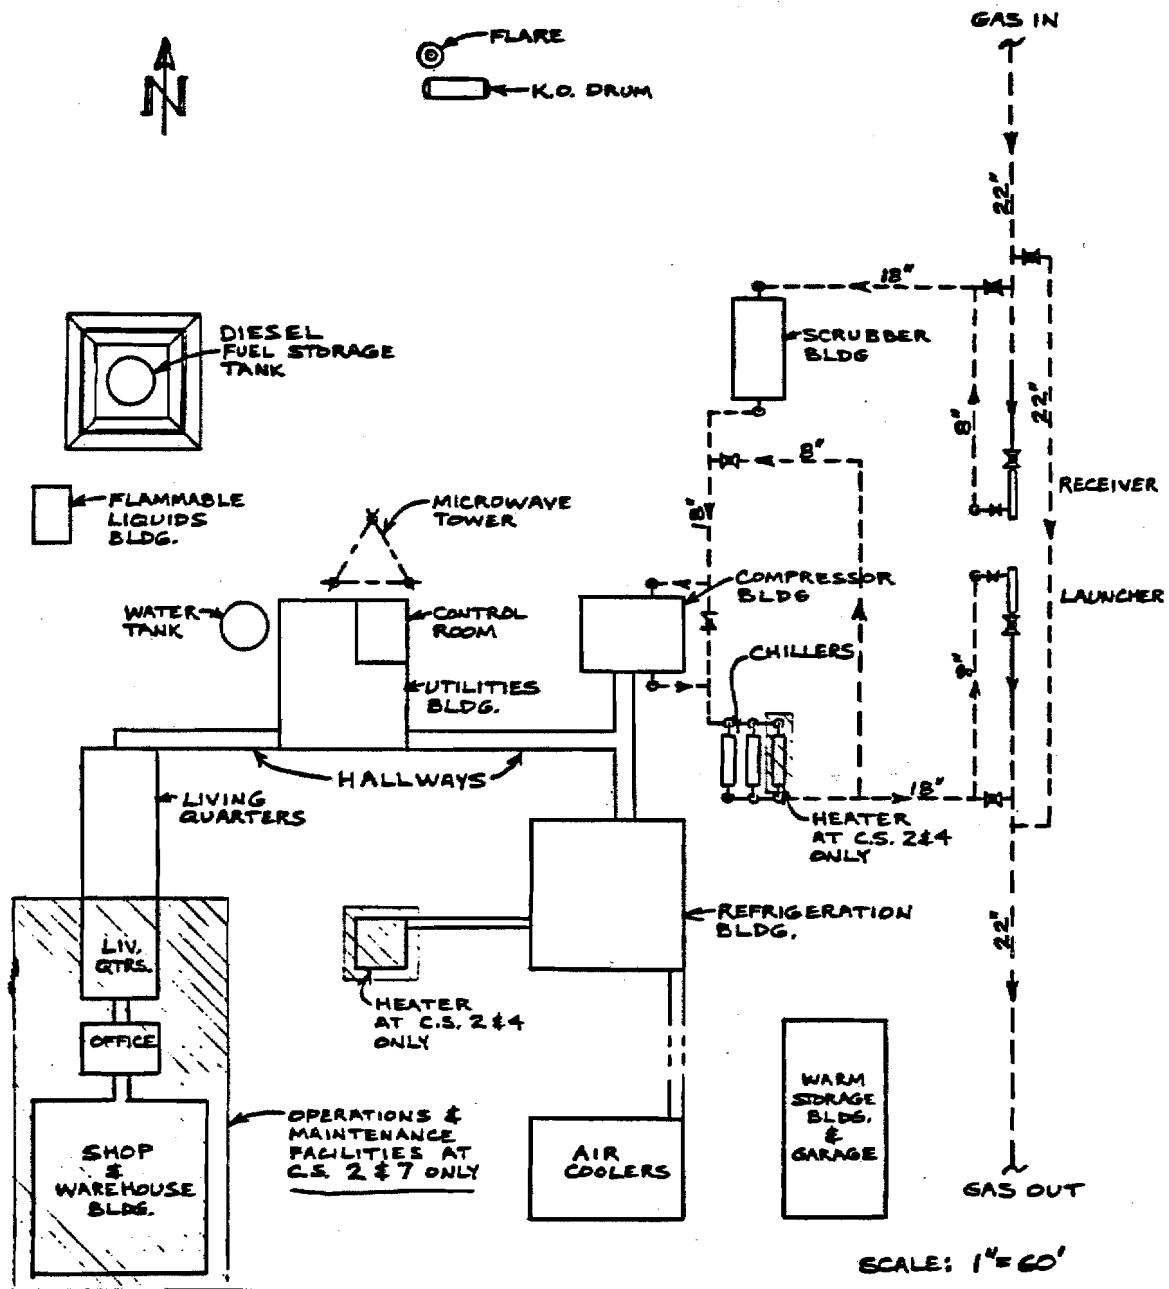 GAS IN
FLARE
K.O. DRUM
N
22"
18"
SCRUBBER
BLDG
DIESEL
FUEL STORAGE
TANK
8"
22"
8"
RECEIVER
FLAMMABLE
LIQUIDS
BLDG.
MICROWAVE
TOWER
18"
COMPRESSOR
BLDG
LAUNCHER
WATER
TANK
CONTROL
ROOM
CHILLERS
8"
UTILITIES
BLDG.
HALLWAYS
LIVING
QUARTERS
18"
HEATER
AT C.S. 2&4
ONLY
REFRIGERATION
BLDG.
22"
LIV.
QTRS.
HEATER
AT C.S. 2&4
ONLY
OFFICE
WARM
STORAGE
BLDG.
&
GARAGE
OPERATIONS &
MAINTENANCE
FACILITIES AT
C.S. 2 & 7 ONLY
SHOP
&
WAREHOUSE
BLDG.
AIR
COOLERS
GAS OUT
SCALE: 1"=60'